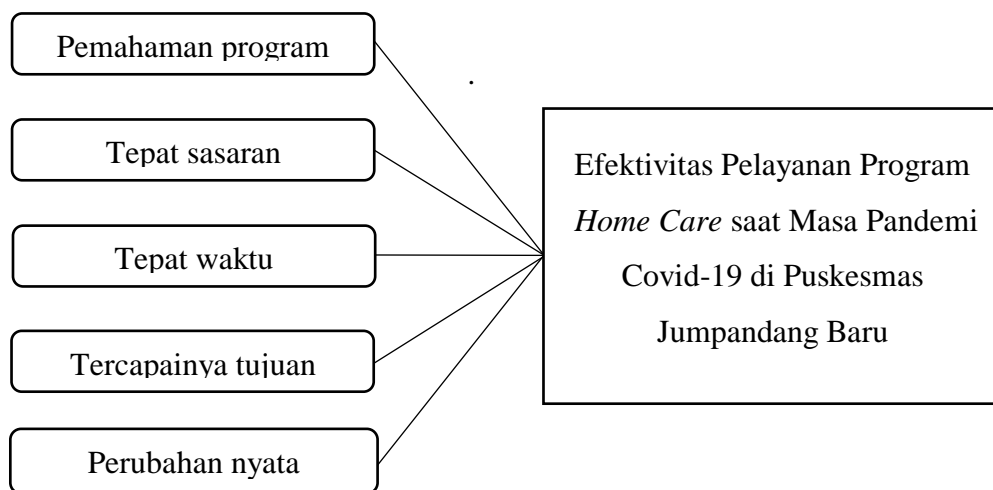 Pemahaman program
Tepat sasaran
Tepat waktu
Tercapainya tujuan
Perubahan nyata
Efektivitas Pelayanan Program
Home Care saat Masa Pandemi
Covid-19 di Puskesmas
Jumpandang Baru